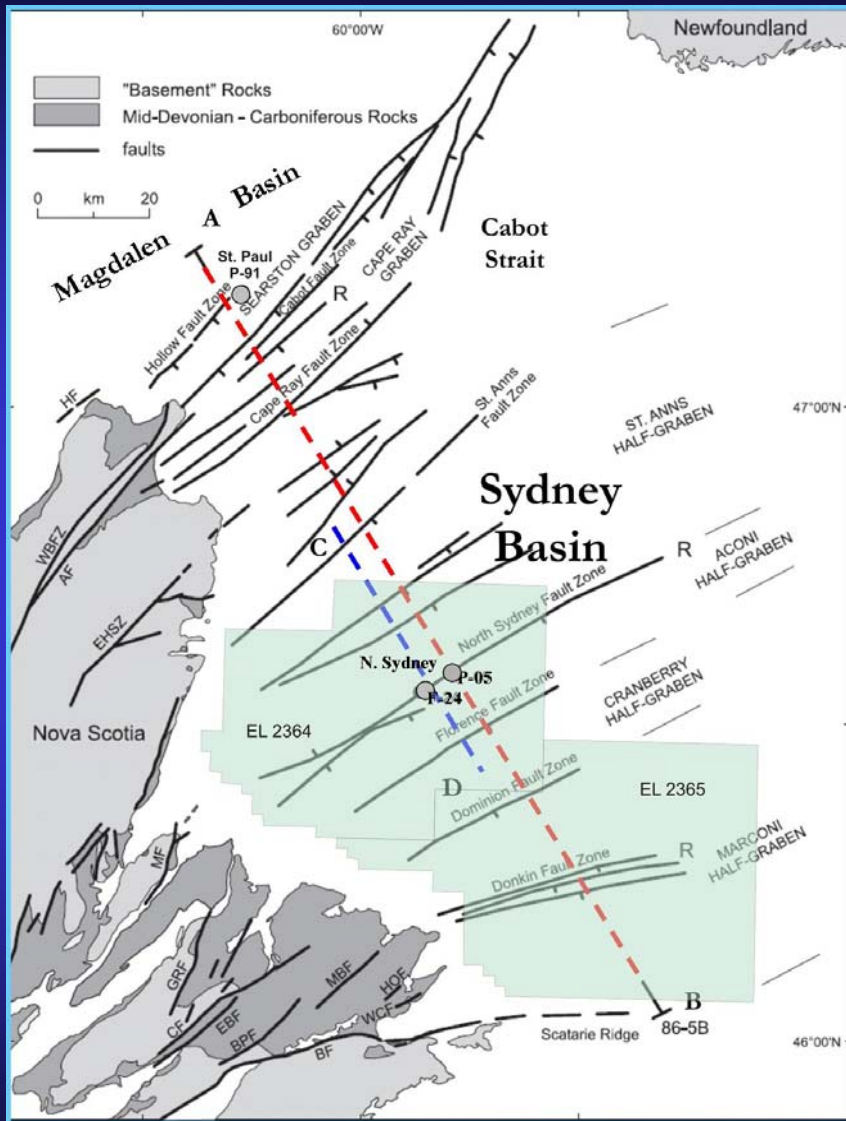 60°00'W
Newfoundland
"Basement" Rocks
Mid-Devonian - Carboniferous Rocks
faults
0 km 20
A
Magdalen Basin
St. Paul
P-91
SEARSTON GRABEN
Hollow Fault Zone
Cabot Fault Zone
CAPE RAY
GRABEN
Cabot
Strait
R
Cape Ray Fault Zone
HF
St. Anns
Fault Zone
47°00'N
ST. ANNS
HALF-GRABEN
WBFZ
AF
Sydney
Basin
C
R
ACONI
HALF-GRABEN
EHSZ
North Sydney Fault Zone
N. Sydney
P-05
F-24
CRANBERRY
HALF-GRABEN
Florence Fault Zone
EL 2364
Nova Scotia
D
EL 2365
Dominion Fault Zone
R
MARCONI
HALF-GRABEN
Donkin Fault Zone
MF
GRF
MBF
HOF
WCF
CF
EBF
BPF
BF
B
86-5B
Scatarie Ridge
46°00'N